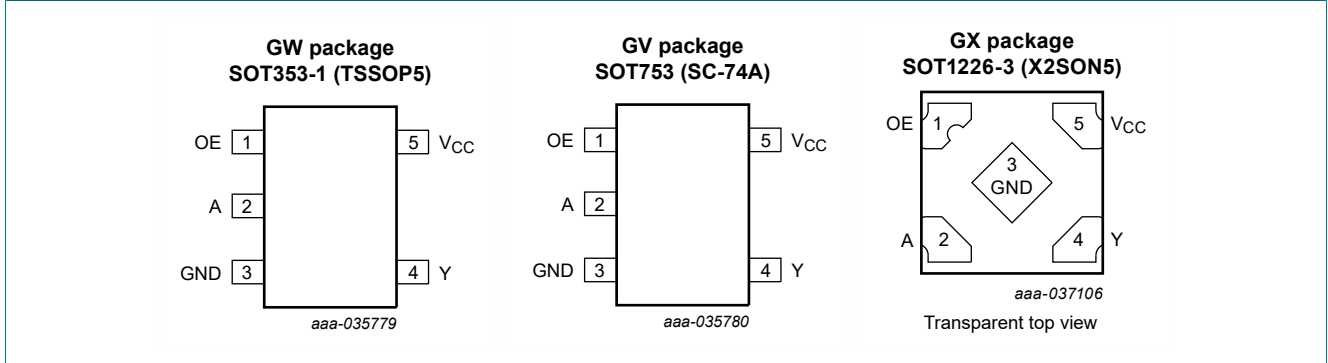 GW package
SOT353-1 (TSSOP5)
OE 1
5 VCC
A 2
GND 3
4 Y
aaa-035779
GV package
SOT753 (SC-74A)
OE 1
5 VCC
A 2
GND 3
4 Y
aaa-035780
GX package
SOT1226-3 (X2SON5)
OE 1
5 VCC
3
GND
A 2
4 Y
aaa-037106
Transparent top view